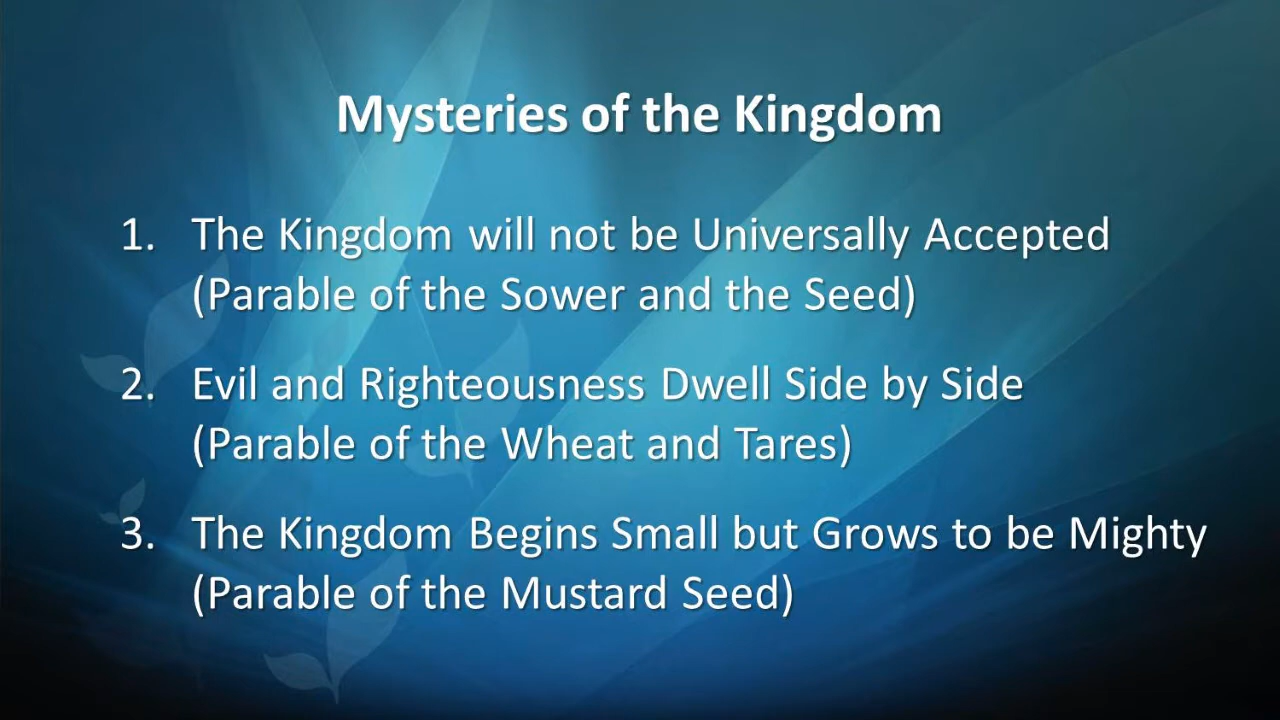 Mysteries of the Kingdom
1. The Kingdom will not be Universally Accepted
(Parable of the Sower and the Seed)
2. Evil and Righteousness Dwell Side by Side
(Parable of the Wheat and Tares)
3. The Kingdom Begins Small but Grows to be Mighty
(Parable of the Mustard Seed)